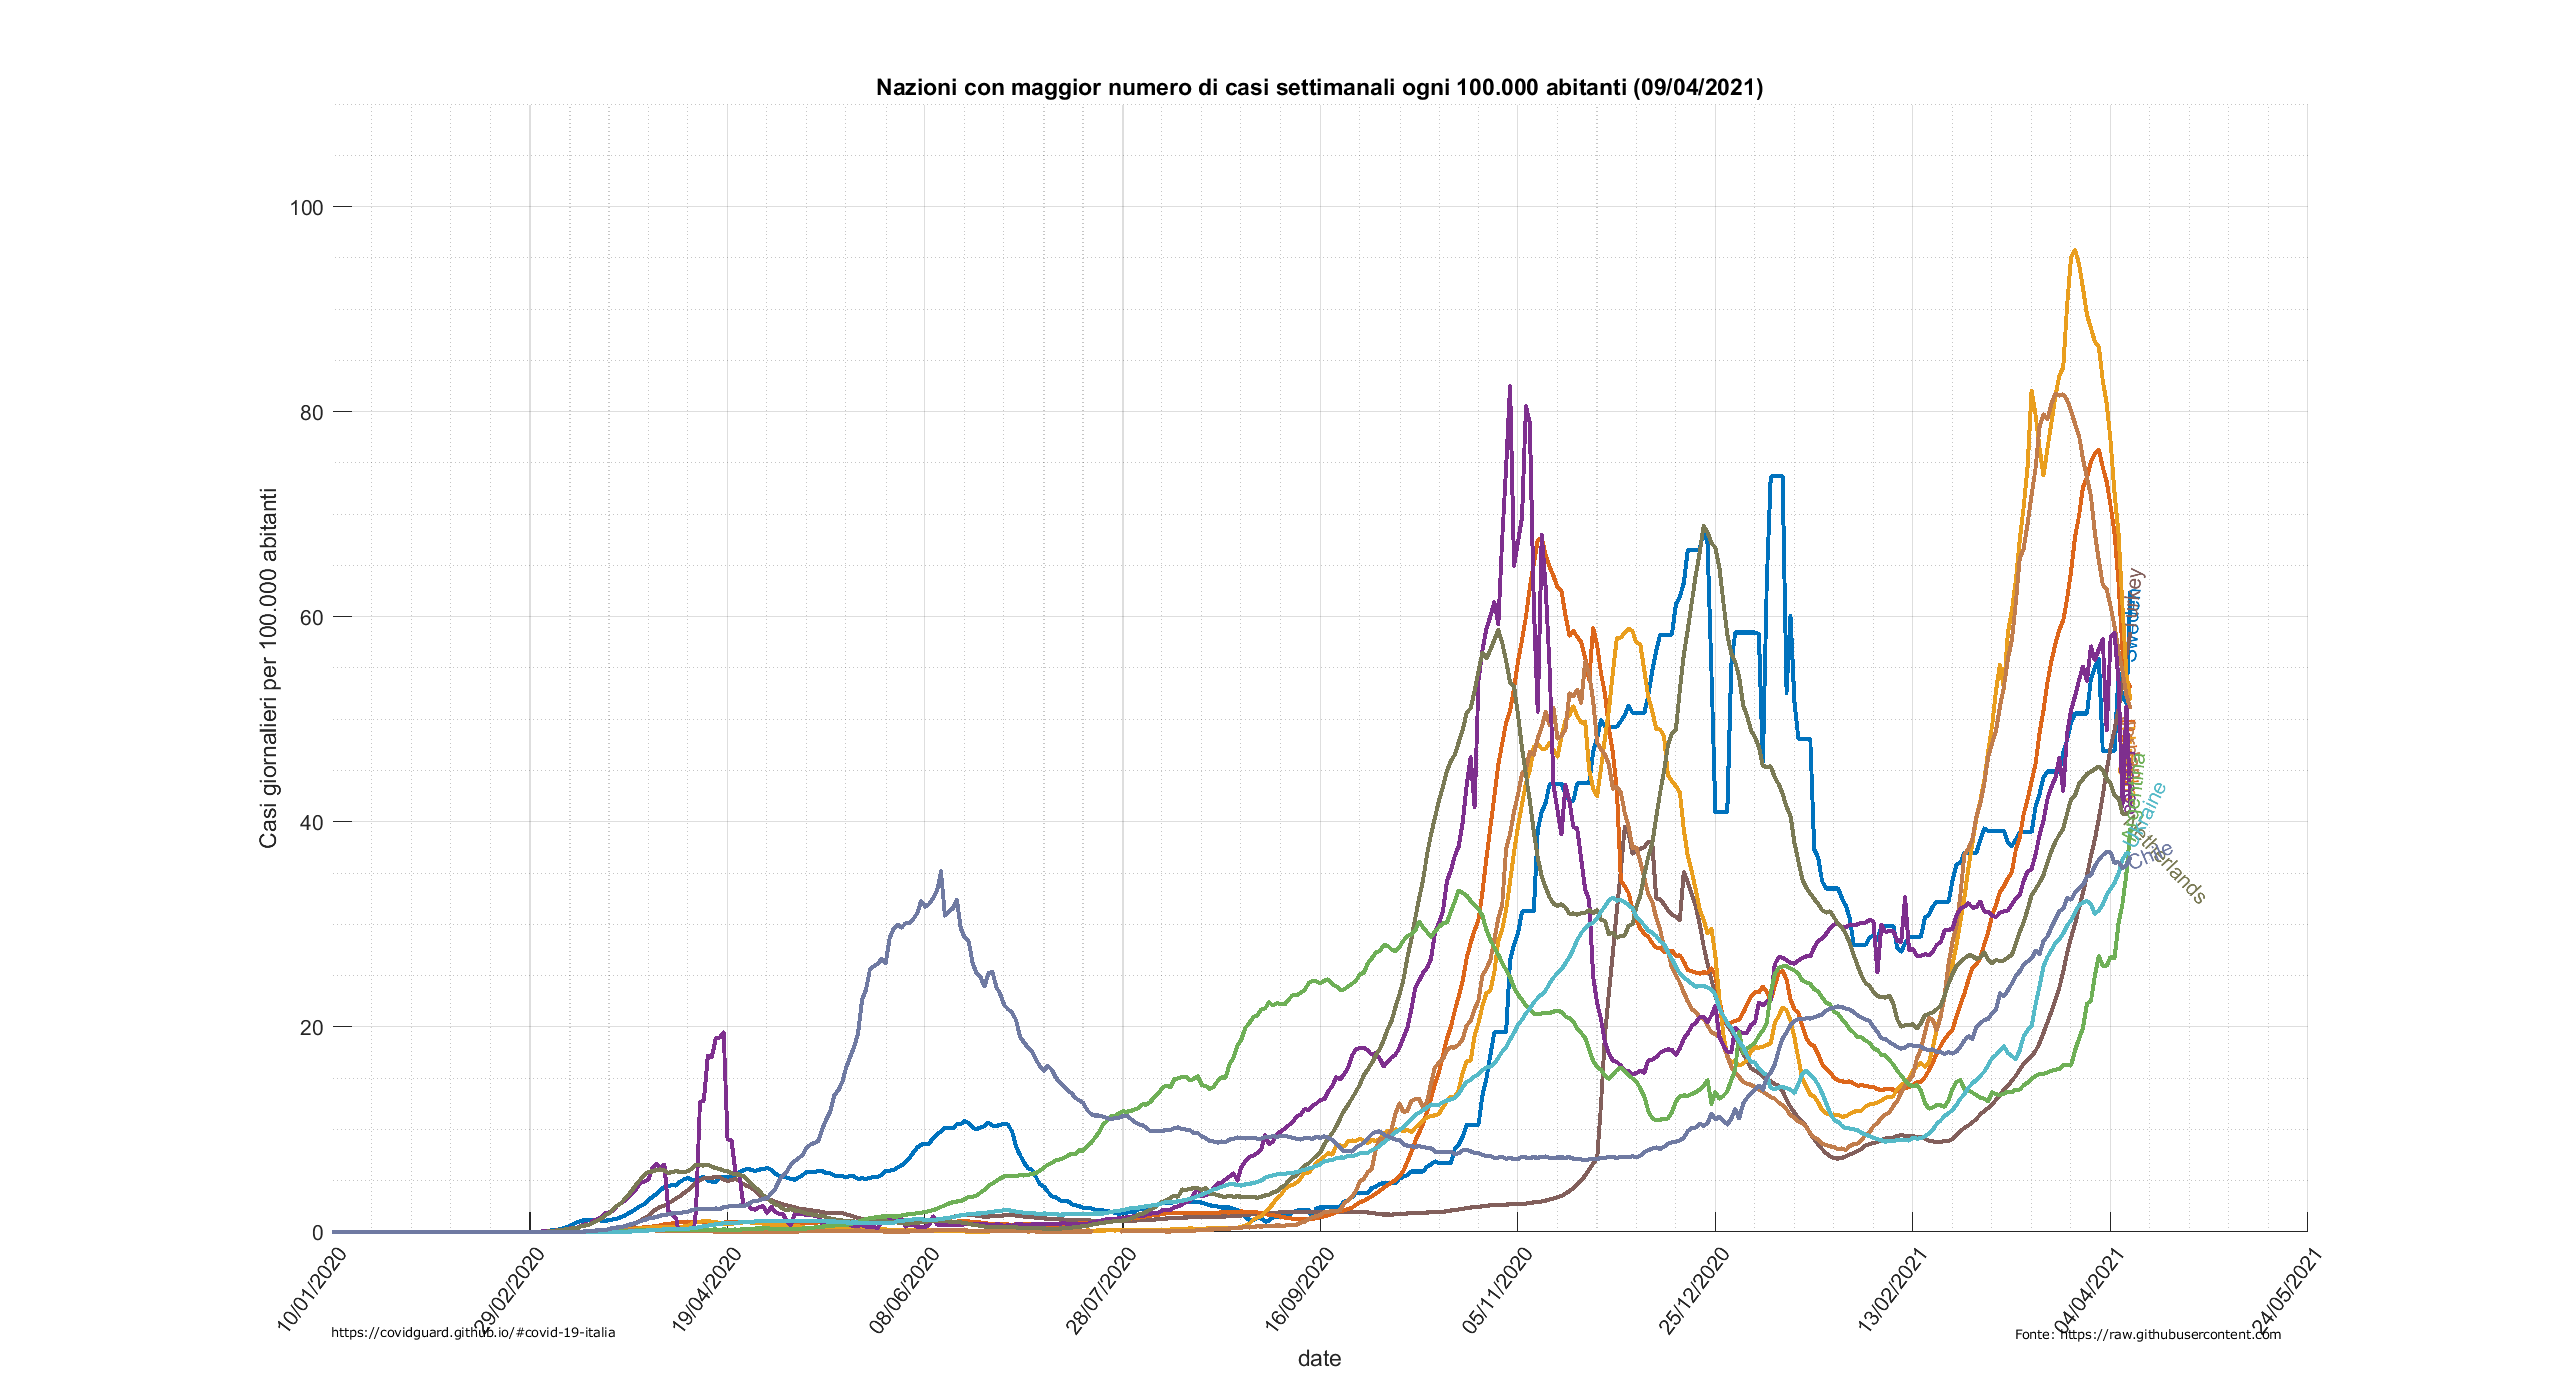 Nazioni con maggior numero di casi settimanali ogni 100.000 abitanti (09/04/2021)
Casi giornalieri per 100.000 abitanti
100
80
60
40
20
0
Argentina
Ukraine
Netherlands
Chile
10/01/2020
29/02/2020
19/04/2020
08/06/2020
28/07/2020
16/09/2020
05/11/2020
25/12/2020
13/02/2021
04/04/2021
24/05/2021
https://covidguard.github.io/#covid-19-italia
Fonte: https://raw.githubusercontent.com
date